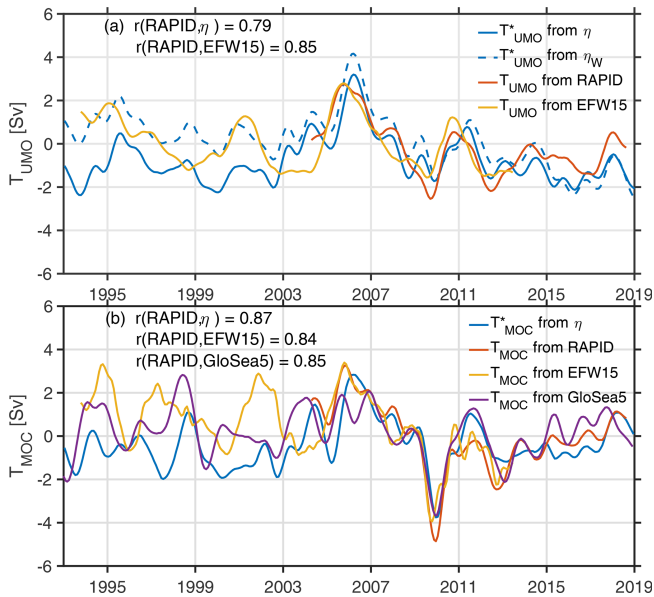 (a) r(RAPID,η ) = 0.79
r(RAPID,EFW15) = 0.85
T*UMO from η
T*UMO from ηW
TUMO from RAPID
TUMO from EFW15
TUMO [Sv]
6
4
2
0
-2
-4
-6
1995 1999 2003 2007 2011 2015 2019
(b) r(RAPID,η ) = 0.87
r(RAPID,EFW15) = 0.84
r(RAPID,GloSea5) = 0.85
T*MOC from η
TMOC from RAPID
TMOC from EFW15
TMOC from GloSea5
TMOC [Sv]
6
4
2
0
-2
-4
-6
1995 1999 2003 2007 2011 2015 2019